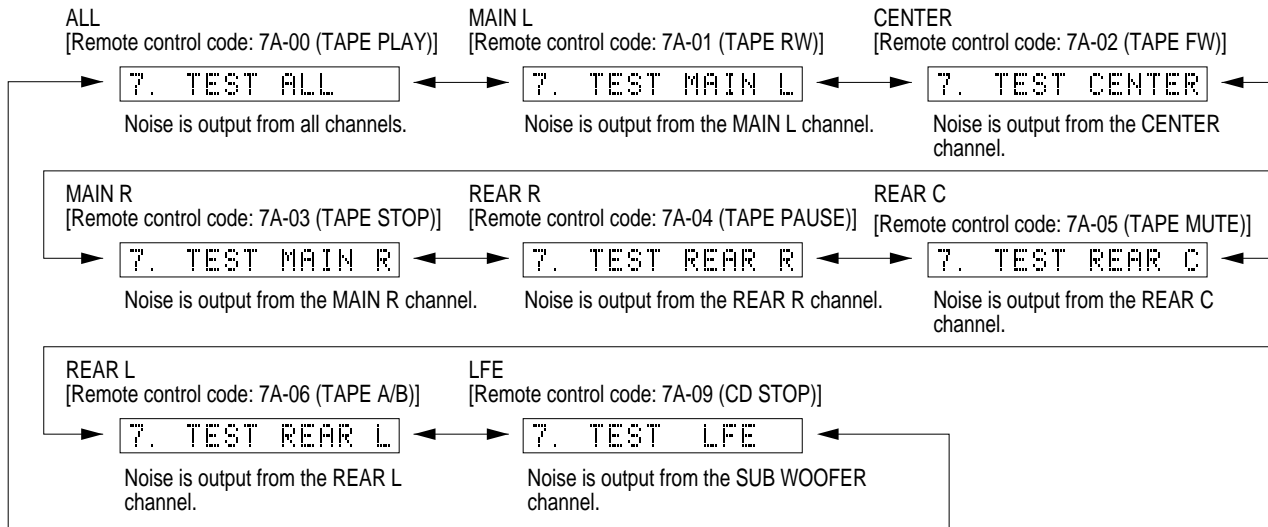 ALL
[Remote control code: 7A-00 (TAPE PLAY)]
7. TEST ALL
Noise is output from all channels.
MAIN L
[Remote control code: 7A-01 (TAPE RW)]
7. TEST MAIN L
Noise is output from the MAIN L channel.
CENTER
[Remote control code: 7A-02 (TAPE FW)]
7. TEST CENTER
Noise is output from the CENTER
channel.
MAIN R
[Remote control code: 7A-03 (TAPE STOP)]
7. TEST MAIN R
Noise is output from the MAIN R channel.
REAR R
[Remote control code: 7A-04 (TAPE PAUSE)]
7. TEST REAR R
Noise is output from the REAR R channel.
REAR C
[Remote control code: 7A-05 (TAPE MUTE)]
7. TEST REAR C
Noise is output from the REAR C
channel.
REAR L
[Remote control code: 7A-06 (TAPE A/B)]
7. TEST REAR L
Noise is output from the REAR L
channel.
LFE
[Remote control code: 7A-09 (CD STOP)]
7. TEST LFE
Noise is output from the SUB WOOFER
channel.